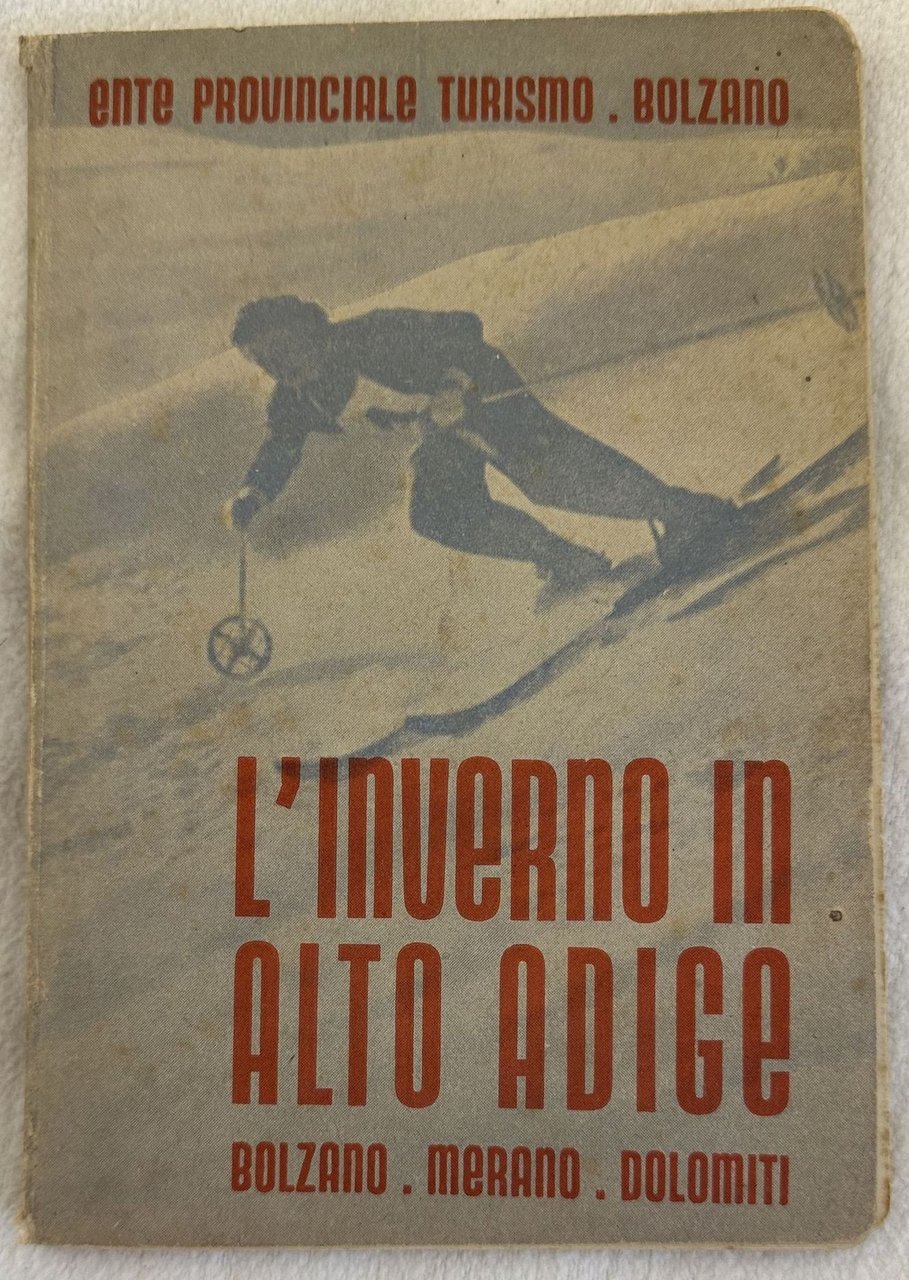 ENTE PROVINCIALE TURISMO . BOLZANO
L'INVERNO IN
ALTO ADIGE
BOLZANO . MERANO . DOLOMITI